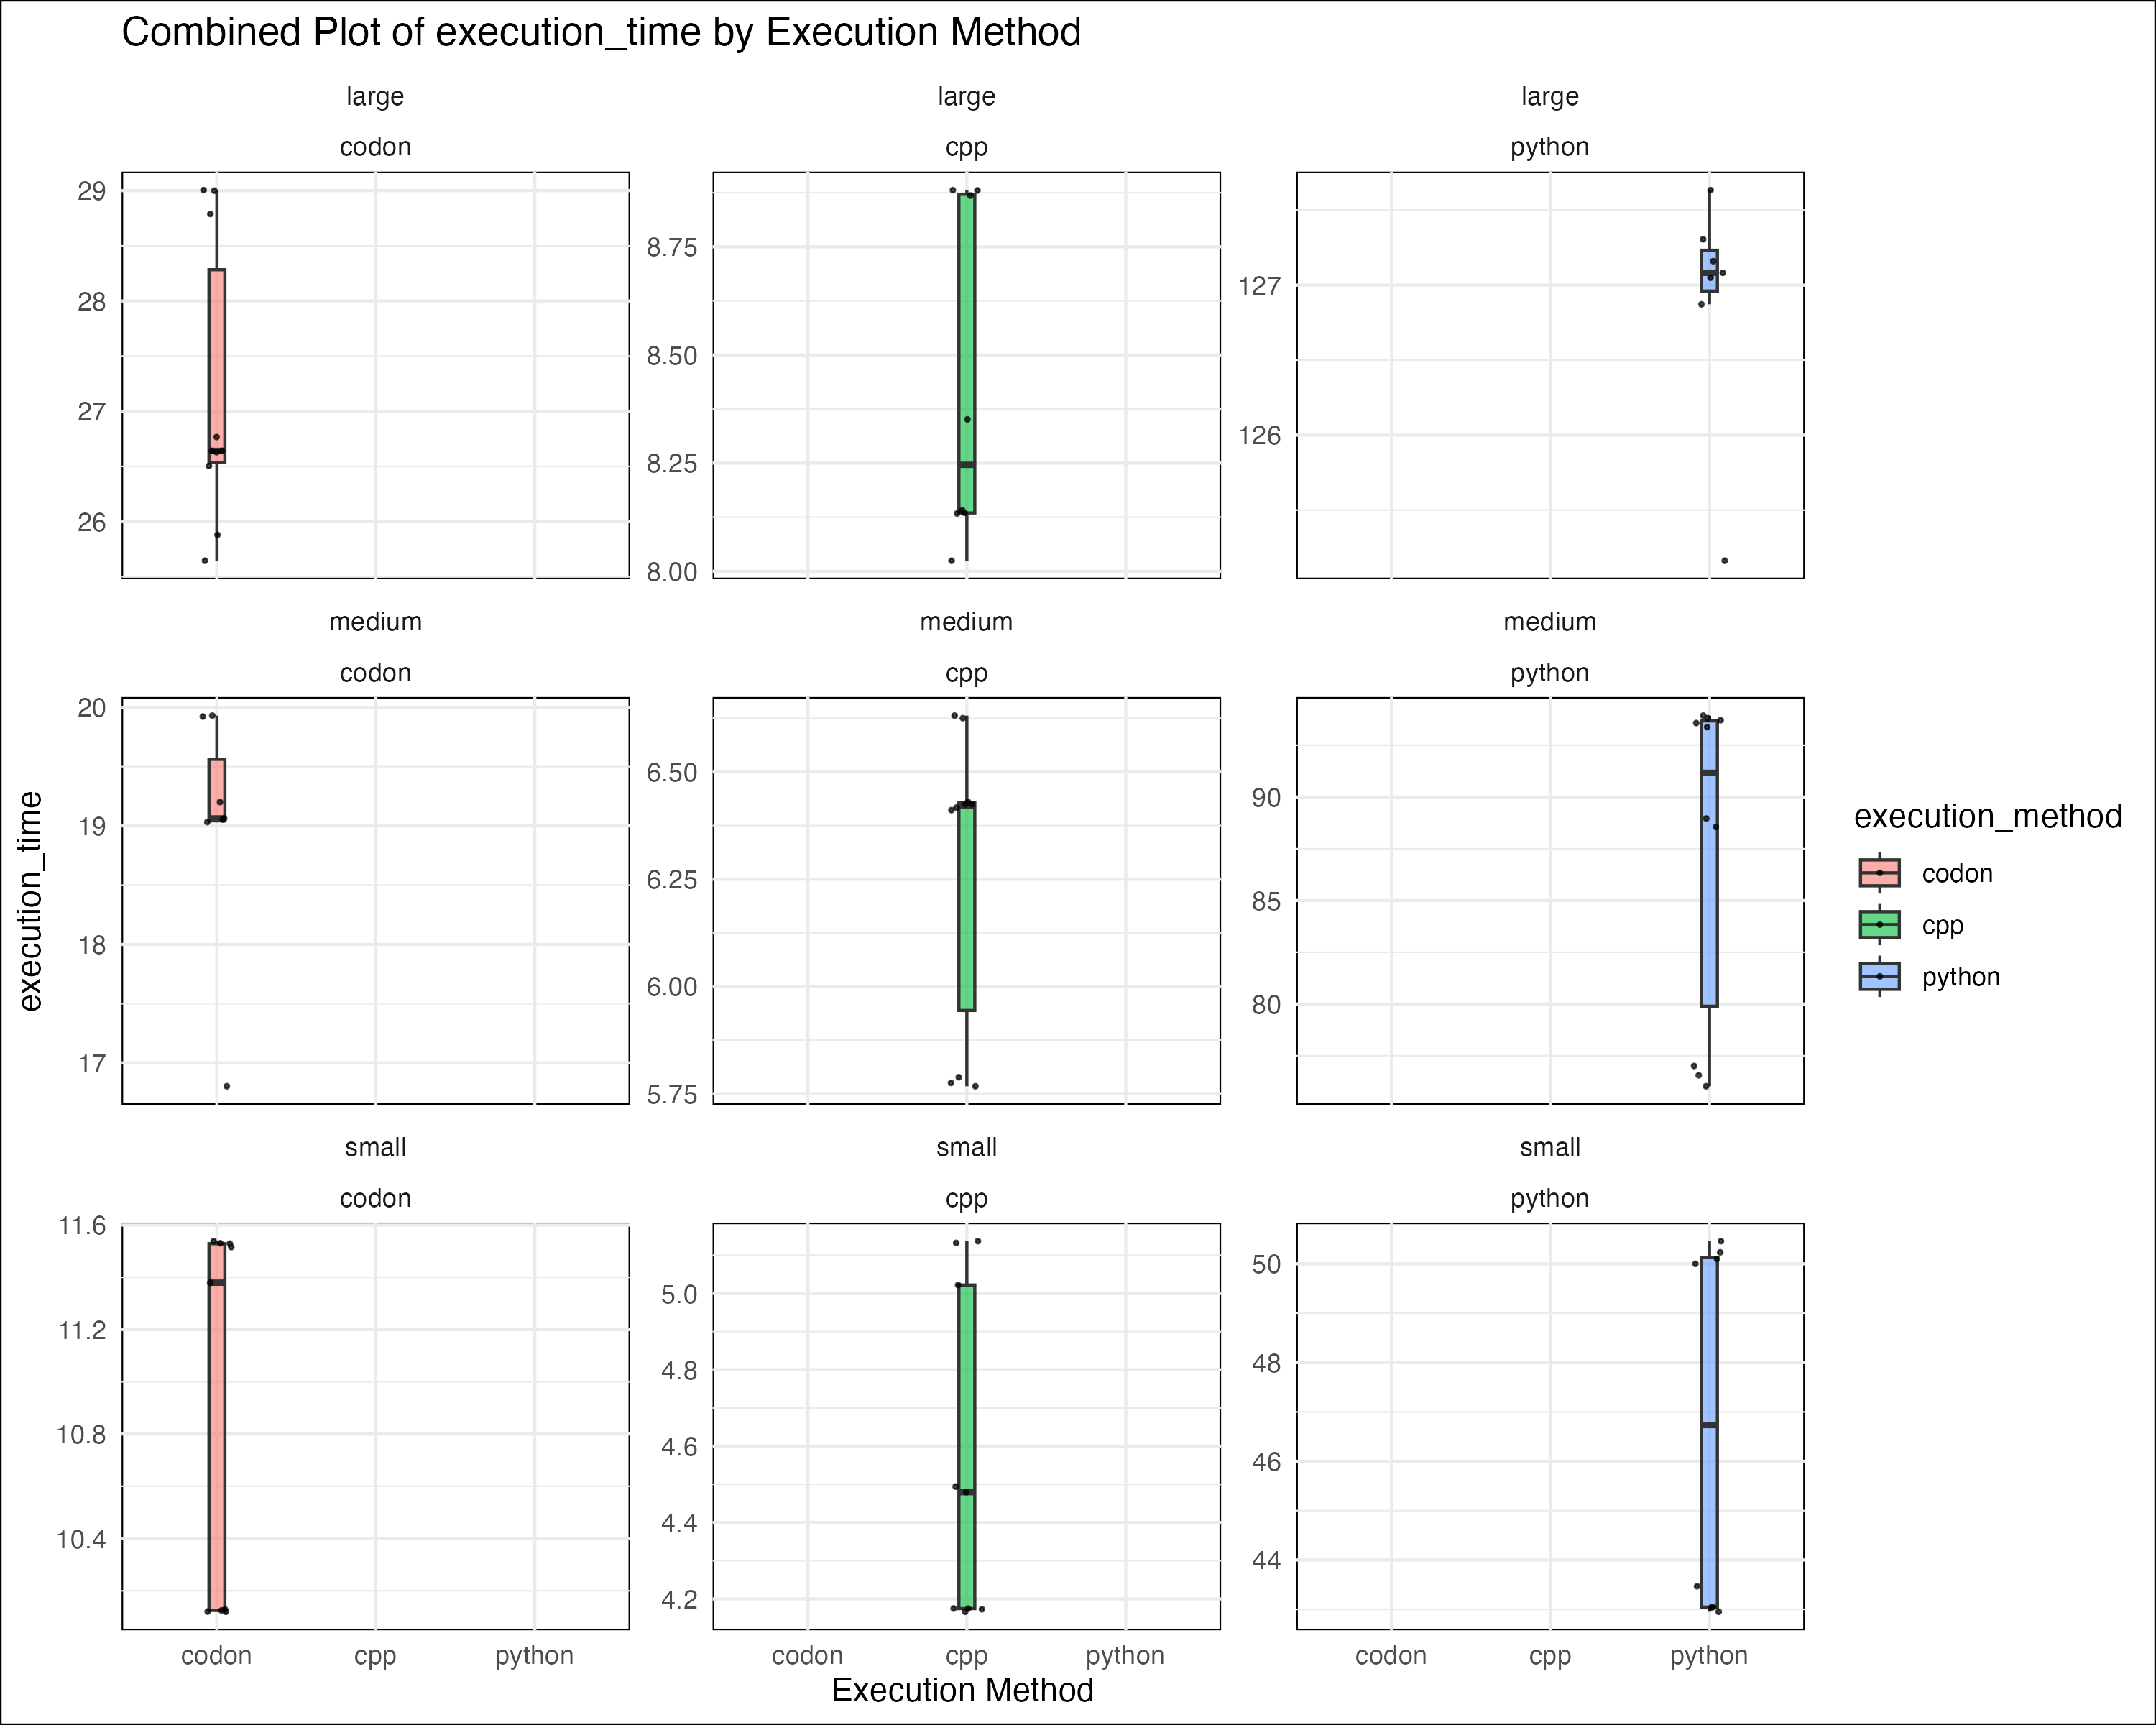 Combined Plot of execution_time by Execution Method
large
large
large
codon
cpp
python
29
28
27
26
8.75
8.50
8.25
8.00
127
126
medium
medium
medium
codon
cpp
python
20
19
18
17
6.50
6.25
6.00
5.75
90
85
80
small
small
small
codon
cpp
python
11.6
11.2
10.8
10.4
5.0
4.8
4.6
4.4
4.2
50
48
46
44
codon cpp python
codon cpp python
codon cpp python
Execution Method
execution_time
execution_method
codon
cpp
python